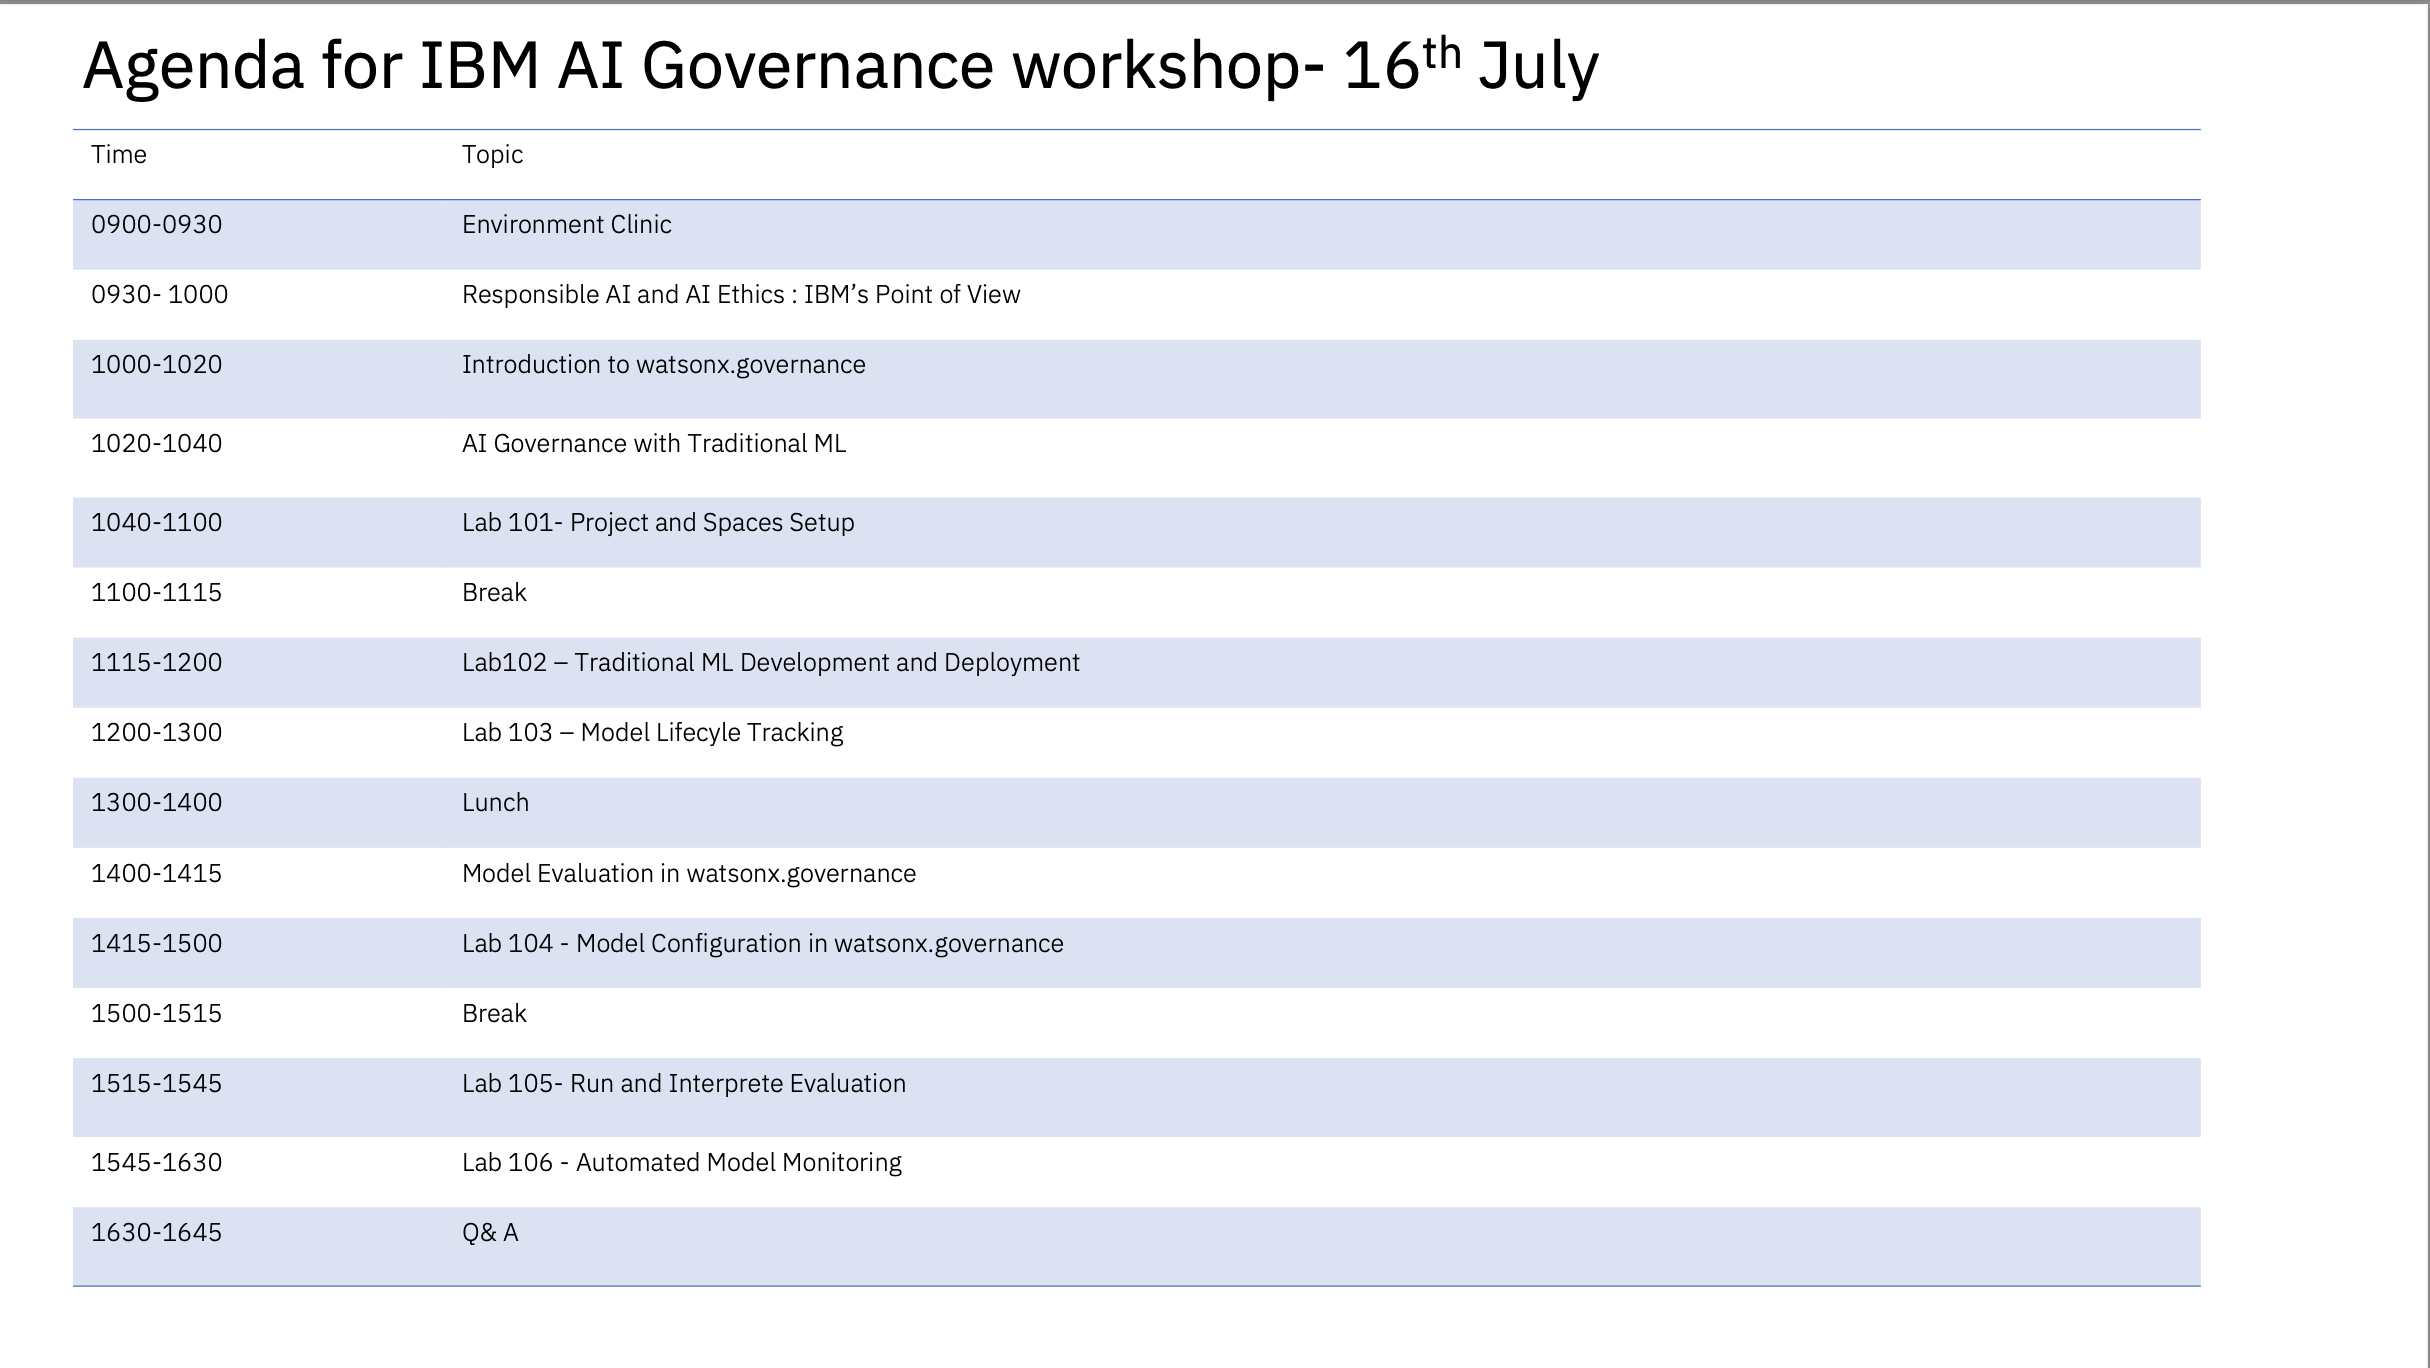 Agenda for IBM AI Governance workshop- 16th July
Time Topic
0900-0930 Environment Clinic
0930- 1000 Responsible AI and AI Ethics : IBM’s Point of View
1000-1020 Introduction to watsonx.governance
1020-1040 AI Governance with Traditional ML
1040-1100 Lab 101- Project and Spaces Setup
1100-1115 Break
1115-1200 Lab102 – Traditional ML Development and Deployment
1200-1300 Lab 103 – Model Lifecyle Tracking
1300-1400 Lunch
1400-1415 Model Evaluation in watsonx.governance
1415-1500 Lab 104 - Model Configuration in watsonx.governance
1500-1515 Break
1515-1545 Lab 105- Run and Interprete Evaluation
1545-1630 Lab 106 - Automated Model Monitoring
1630-1645 Q& A